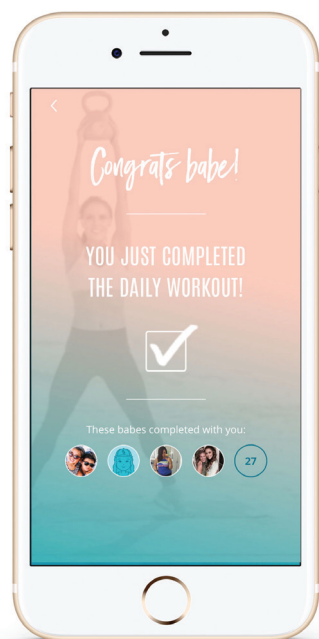 Congrats babe!
YOU JUST COMPLETED
THE DAILY WORKOUT!
These babes completed with you:
27